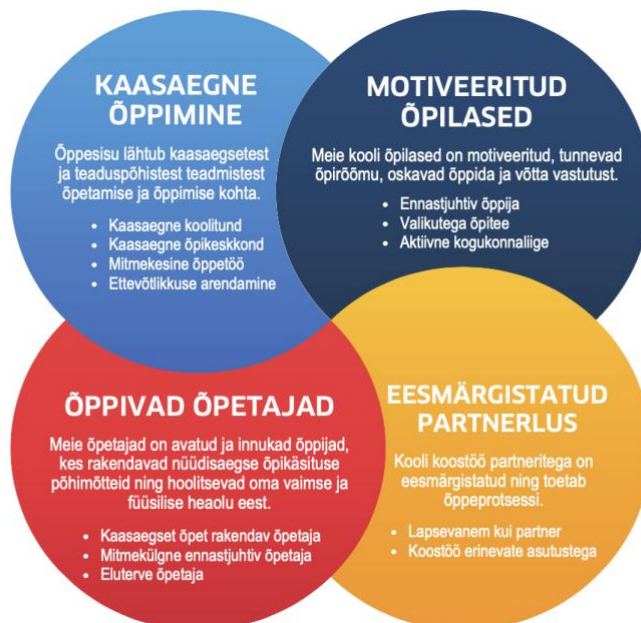 KAASAEGNE
ÕPPIMINE
Õppesisu lähtub kaasaegsetest
ja teaduspõhistest teadmistest
õpetamise ja õppimise kohta.
• Kaasaegne koolitund
• Kaasaegne õpikeskkond
• Mitmekesine õppetöö
• Ettevõtlikkuse arendamine
MOTIVEERITUD
ÕPILASED
Meie kooli õpilased on motiveeritud, tunnevad
õpirõõmu, oskavad õppida ja võtta vastutust.
• Ennastjuhtiv õppija
• Valikutega õpitee
• Aktiivne kogukonnaliige
ÕPPIVAD ÕPETAJAD
Meie õpetajad on avatud ja innukad õppijad,
kes rakendavad nüüdisaegse õpikäsituse
põhimõtteid ning hoolitsevad oma vaimse ja
füüsilise heaolu eest.
• Kaasaegset õpet rakendav õpetaja
• Mitmekülgne ennastjuhtiv õpetaja
• Eluterve õpetaja
EESMÄRGISTATUD
PARTNERLUS
Kooli koostöö partneritega on
eesmärgistatud ning toetab
õppeprotsessi.
• Lapsevanem kui partner
• Koostöö erinevate asutustega